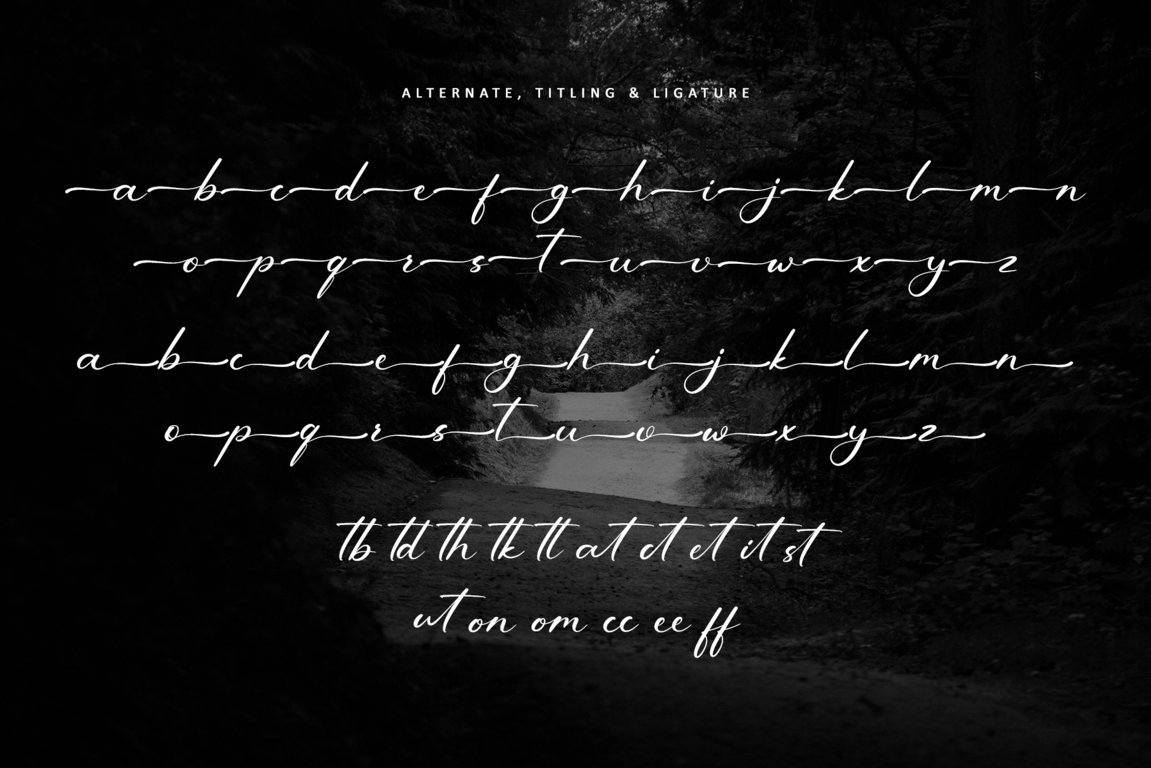 ALTERNATE, TITLING & LIGATURE
a b c d e f g h i j k l m n
o p q r s t u v w x y z
a b c d e f g h i j k l m n
o p q r s t u v w x y z
tb td th tk tl at ct et it st
ut on om cc ee ff